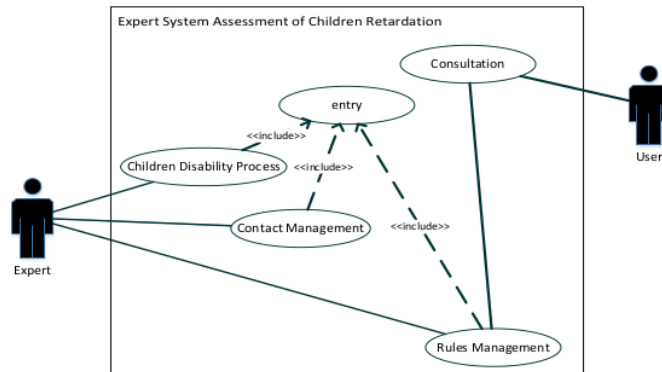 Expert System Assessment of Children Retardation
Consultation
entry
<<include>>
Children Disability Process
<<include>>
User
Contact Management
<<include>>
Expert
Rules Management